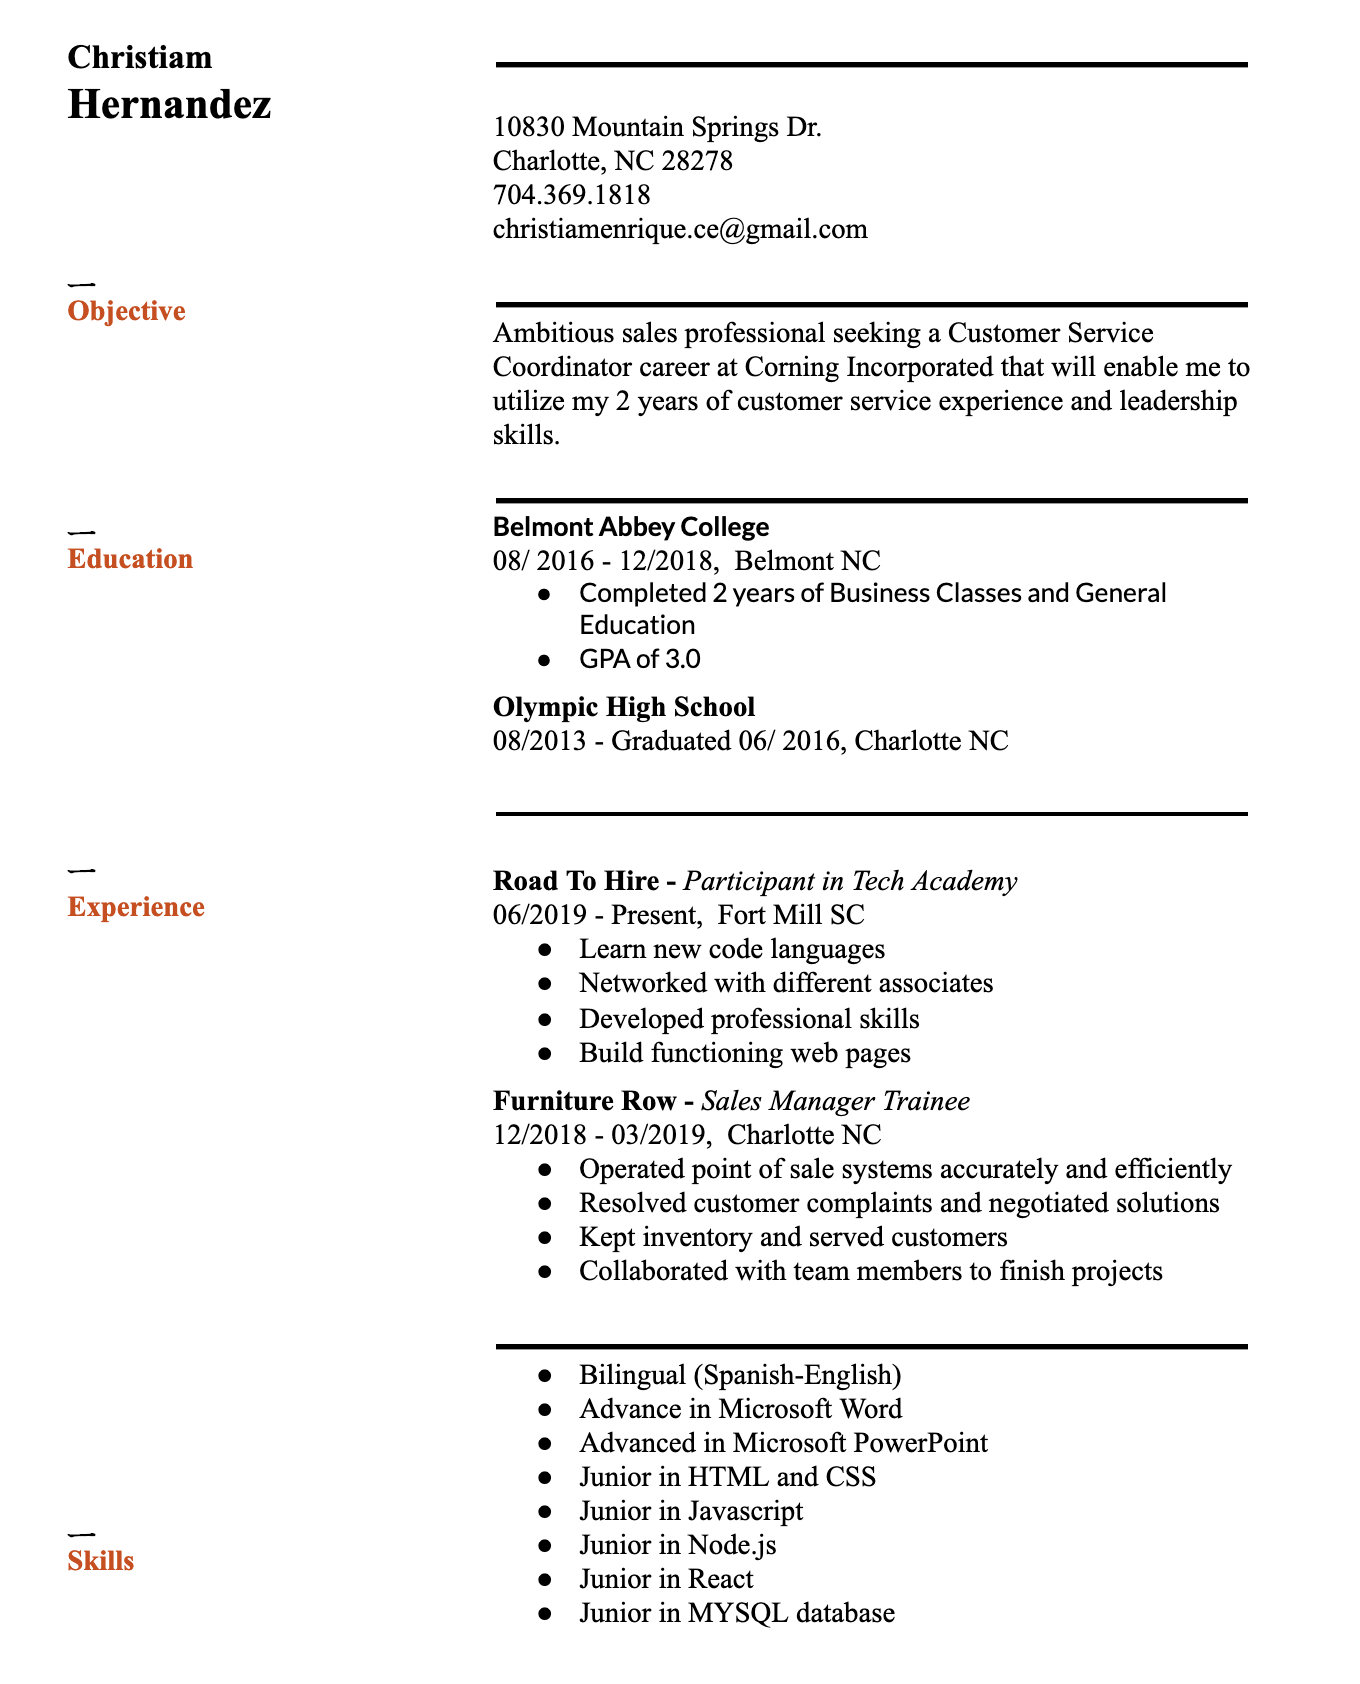 Christiam
Hernandez
10830 Mountain Springs Dr.
Charlotte, NC 28278
704.369.1818
christiamenrique.ce@gmail.com
Objective
Ambitious sales professional seeking a Customer Service
Coordinator career at Corning Incorporated that will enable me to
utilize my 2 years of customer service experience and leadership
skills.
Education
Belmont Abbey College
08/ 2016 - 12/2018,  Belmont NC
● Completed 2 years of Business Classes and General
Education
● GPA of 3.0
Olympic High School
08/2013 - Graduated 06/ 2016, Charlotte NC
Experience
Road To Hire - Participant in Tech Academy
06/2019 - Present,  Fort Mill SC
● Learn new code languages
● Networked with different associates
● Developed professional skills
● Build functioning web pages
Furniture Row - Sales Manager Trainee
12/2018 - 03/2019,  Charlotte NC
● Operated point of sale systems accurately and efficiently
● Resolved customer complaints and negotiated solutions
● Kept inventory and served customers
● Collaborated with team members to finish projects
Skills
● Bilingual (Spanish-English)
● Advance in Microsoft Word
● Advanced in Microsoft PowerPoint
● Junior in HTML and CSS
● Junior in Javascript
● Junior in Node.js
● Junior in React
● Junior in MYSQL database